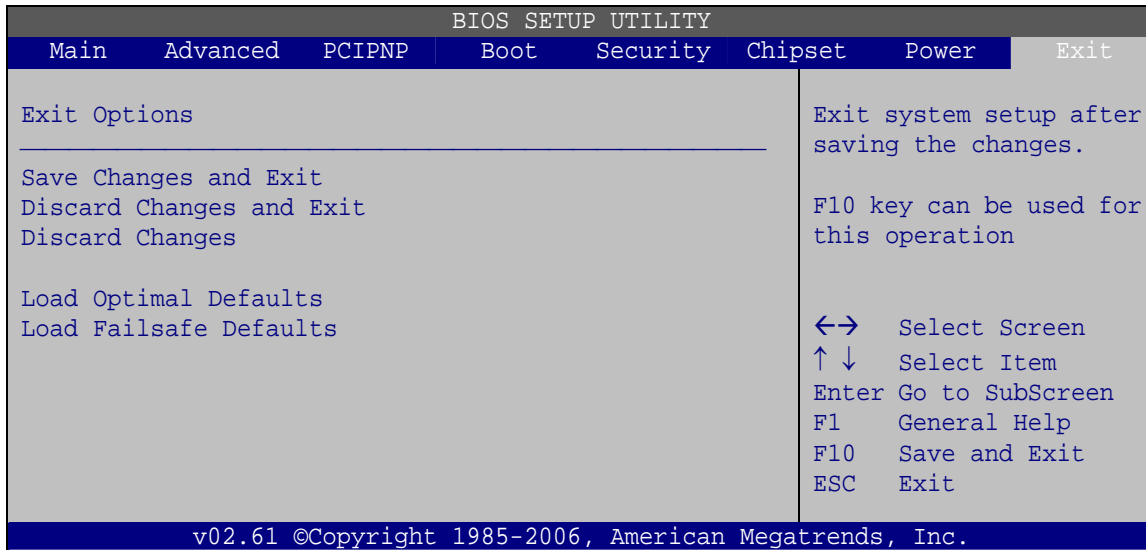 BIOS SETUP UTILITY
Main Advanced PCIPNP Boot Security Chipset Power Exit
Exit Options
Save Changes and Exit
Discard Changes and Exit
Discard Changes
Load Optimal Defaults
Load Failsafe Defaults
Exit system setup after
saving the changes.
F10 key can be used for
this operation
←→ Select Screen
↑ ↓ Select Item
Enter Go to SubScreen
F1 General Help
F10 Save and Exit
ESC Exit
v02.61 ©Copyright 1985-2006, American Megatrends, Inc.